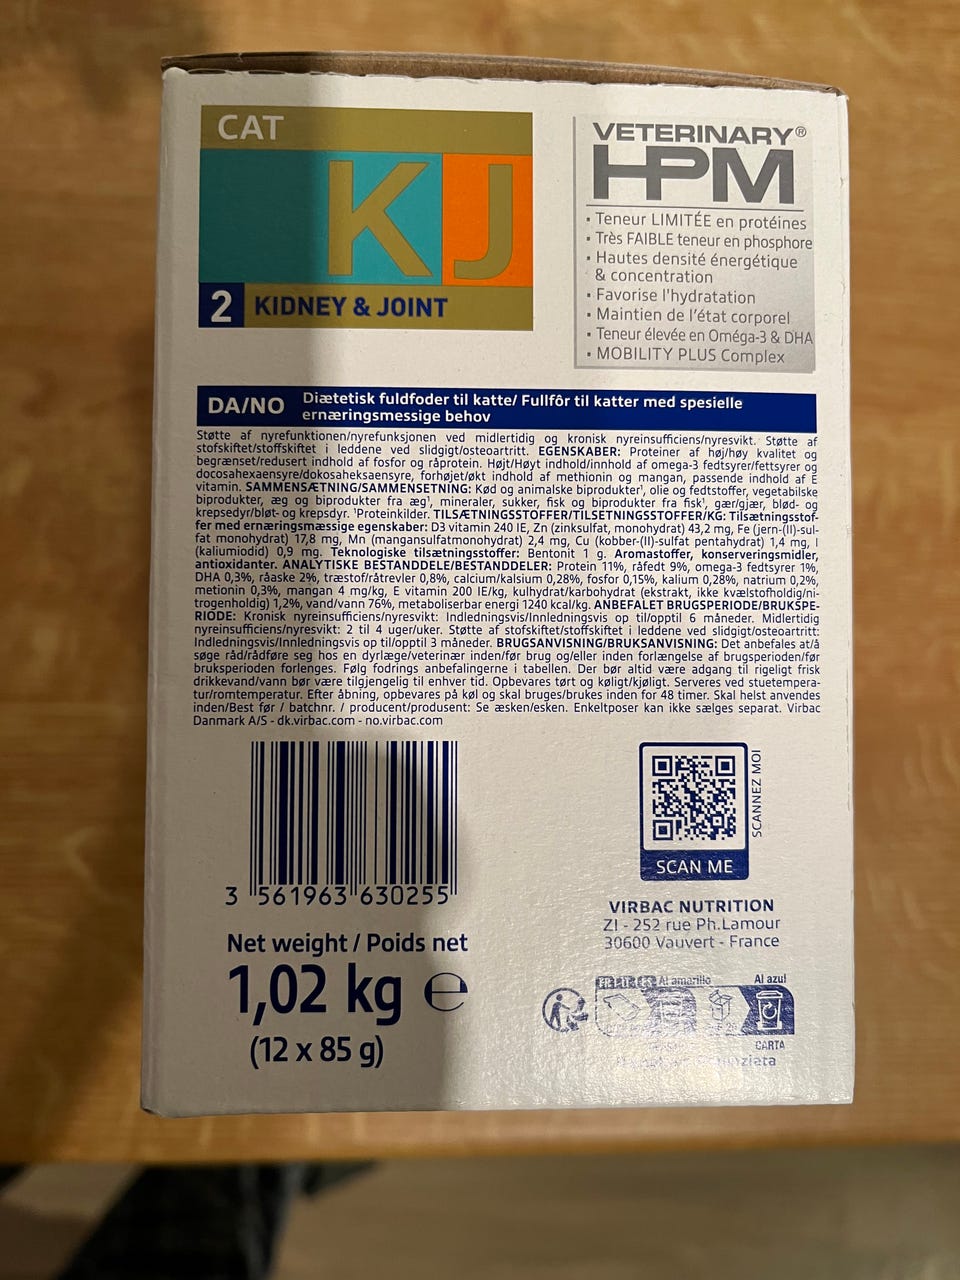 CAT
KJ
2 KIDNEY & JOINT
VETERINARY®
HPM
• Teneur LIMITÉE en protéines
• Très FAIBLE teneur en phosphore
• Hautes densité énergétique
& concentration
• Favorise l'hydratation
• Maintien de l'état corporel
• Teneur élevée en Oméga-3 & DHA
• MOBILITY PLUS Complex
DA/NO
Diætetisk fuldfoder til katte/ Fullfôr til katter med spesielle
ernæringsmessige behov
Støtte af nyrefunktionen/nyrefunksjonen ved midlertidig og kronisk nyreinsufficiens/nyresvikt. Støtte af
stofskiftet/stoffskiftet i leddene ved slidgigt/osteoartritt. EGENSKABER: Proteiner af høj/høy kvalitet og
begrænset/redusert indhold af fosfor og råprotein. Højt/Høyt indhold/innhold af omega-3 fedtsyrer/fettsyrer og
docosahexaensyre/dokosaheksaensyre, forhøjet/økt indhold af methionin og mangan, passende indhold af E
vitamin. SAMMENSÆTNING/SAMMENSETNING: Kød og animalske biprodukter¹, olie og fedtstoffer, vegetabilske
biprodukter, æg og biprodukter fra æg¹, mineraler, sukker, fisk og biprodukter fra fisk¹, gær/gjær, blød- og
krepsedyr/bløt- og krepsdyr. ¹Proteinkilder. TILSÆTNINGSSTOFFER/TILSETNINGSSTOFFER/KG: Tilsætningsstof-
fer med ernæringsmæssige egenskaber: D3 vitamin 240 IE, Zn (zinksulfat, monohydrat) 43,2 mg, Fe (jern-(II)-sul-
fat monohydrat) 17,8 mg, Mn (mangansulfatmonohydrat) 2,4 mg, Cu (kobber-(II)-sulfat pentahydrat) 1,4 mg, I
(kaliumiodid) 0,9 mg. Teknologiske tilsætningsstoffer: Bentonit 1 g. Aromastoffer, konserveringsmidler,
antioxidanter. ANALYTISKE BESTANDDELE/BESTANDDELER: Protein 11%, råfedt 9%, omega-3 fedtsyrer 1%,
DHA 0,3%, råaske 2%, træstof/råtrevler 0,8%, calcium/kalsium 0,28%, fosfor 0,15%, kalium 0,28%, natrium 0,2%,
metionin 0,3%, mangan 4 mg/kg, E vitamin 200 IE/kg, kulhydrat/karbohydrat (ekstrakt, ikke kvælstofholdig/ni-
trogenholdig) 1,2%, vand/vann 76%, metaboliserbar energi 1240 kcal/kg. ANBEFALET BRUGSPERIODE/BRUKSPE-
RIODE: Kronisk nyreinsufficiens/nyresvikt: Indledningsvis/Innledningsvis op til/opptil 6 måneder. Midlertidig
nyreinsufficiens/nyresvikt: 2 til 4 uger/uker. Støtte af stofskiftet/stoffskiftet i leddene ved slidgigt/osteoartritt:
Indledningsvis/Innledningsvis op til/opptil 3 måneder. BRUGSANVISNING/BRUKSANVISNING: Det anbefales at/å
søge råd/rådføre seg hos en dyrlæge/veterinær inden/før brug og/eller inden forlængelse af brugsperioden/før
bruksperioden forlenges. Følg fodrings anbefalingerne i tabellen. Der bør altid være adgang til rigeligt frisk
drikkevand/vann bør være tilgjengelig til enhver tid. Opbevares tørt og køligt/kjøligt. Serveres ved stuetempera-
tur/romtemperatur. Efter åbning, opbevares på køl og skal bruges/brukes inden for 48 timer. Skal helst anvendes
inden/Best før / batchnr. / producent/produsent: Se æsken/esken. Enkeltposer kan ikke sælges separat. Virbac
Danmark A/S - dk.virbac.com - no.virbac.com
3 561963 630255
SCANNEZ MOI
SCAN ME
Net weight / Poids net
1,02 kg ℮
(12 x 85 g)
VIRBAC NUTRITION
ZI - 252 rue Ph.Lamour
30600 Vauvert - France
ES Al amarillo
Al azul
CARTA